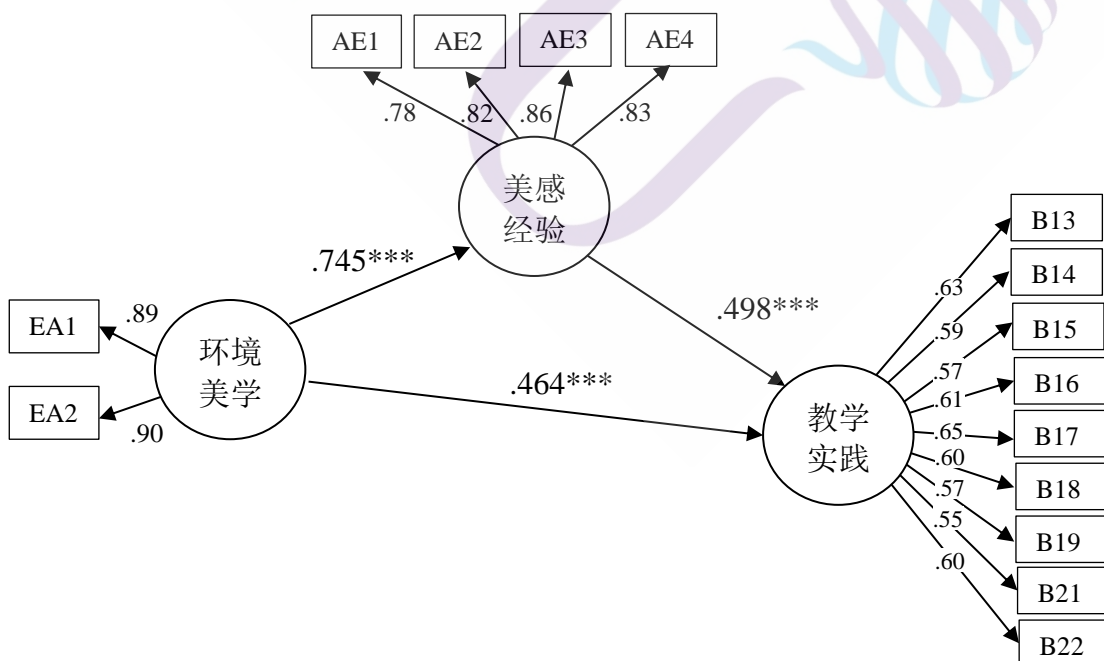 AE1
AE2
AE3
AE4
.78
.82
.86
.83
美感
经验
.745***
.498***
EA1
EA2
.89
.90
环境
美学
.464***
教学
实践
.63
.59
.57
.61
.65
.60
.57
.55
.60
B13
B14
B15
B16
B17
B18
B19
B21
B22